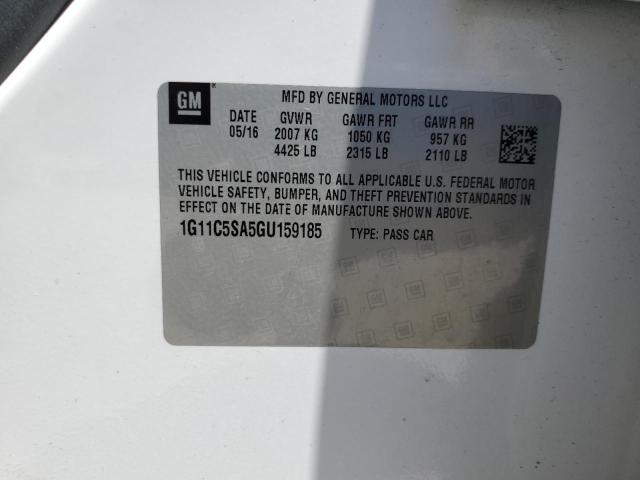 GM ®
MFD BY GENERAL MOTORS LLC
DATE GVWR GAWR FRT GAWR RR
05/16 2007 KG 1050 KG 957 KG
4425 LB 2315 LB 2110 LB
THIS VEHICLE CONFORMS TO ALL APPLICABLE U.S. FEDERAL MOTOR
VEHICLE SAFETY, BUMPER, AND THEFT PREVENTION STANDARDS
IN EFFECT ON THE DATE OF MANUFACTURE SHOWN ABOVE.
1G11C5SA5GU159185 TYPE: PASS CAR